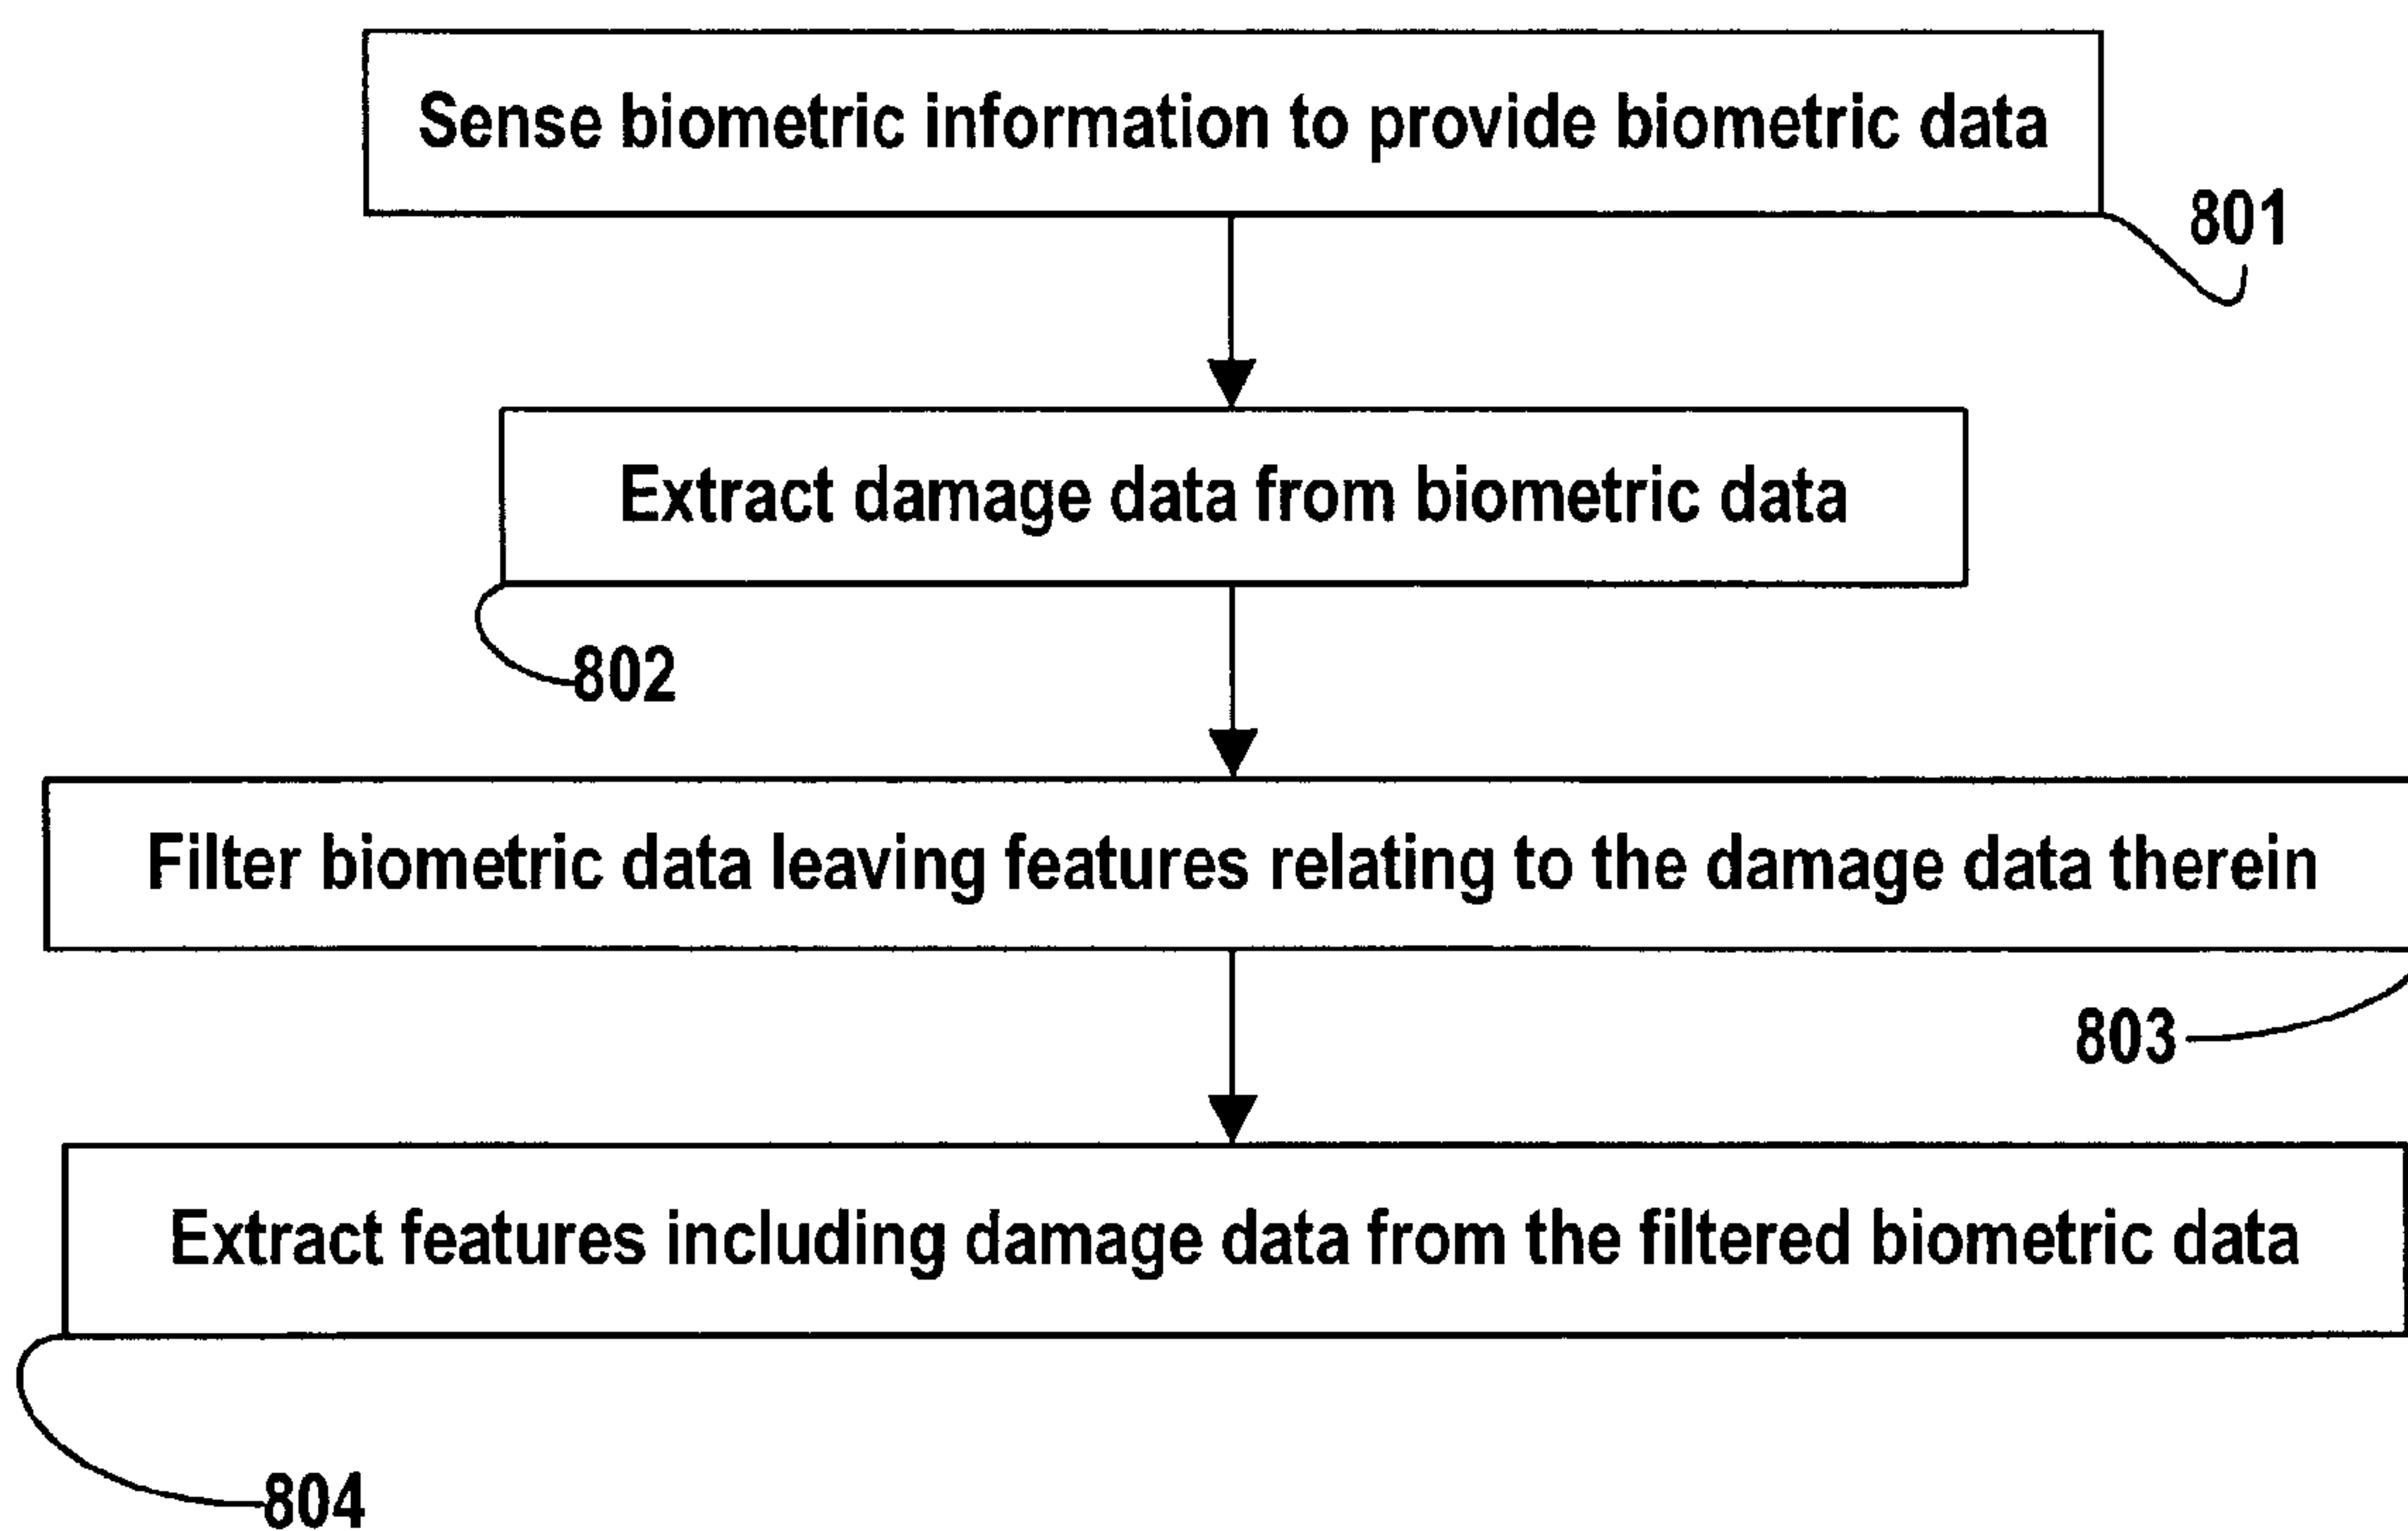 Sense biometric information to provide biometric data
801
Extract damage data from biometric data
802
Filter biometric data leaving features relating to the damage data therein
803
Extract features including damage data from the filtered biometric data
804